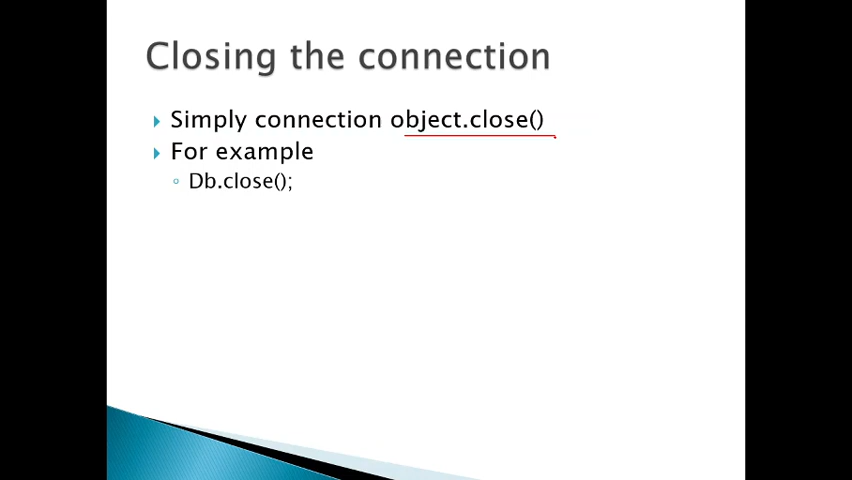 Closing the connection
Simply connection object.close()
For example
Db.close();